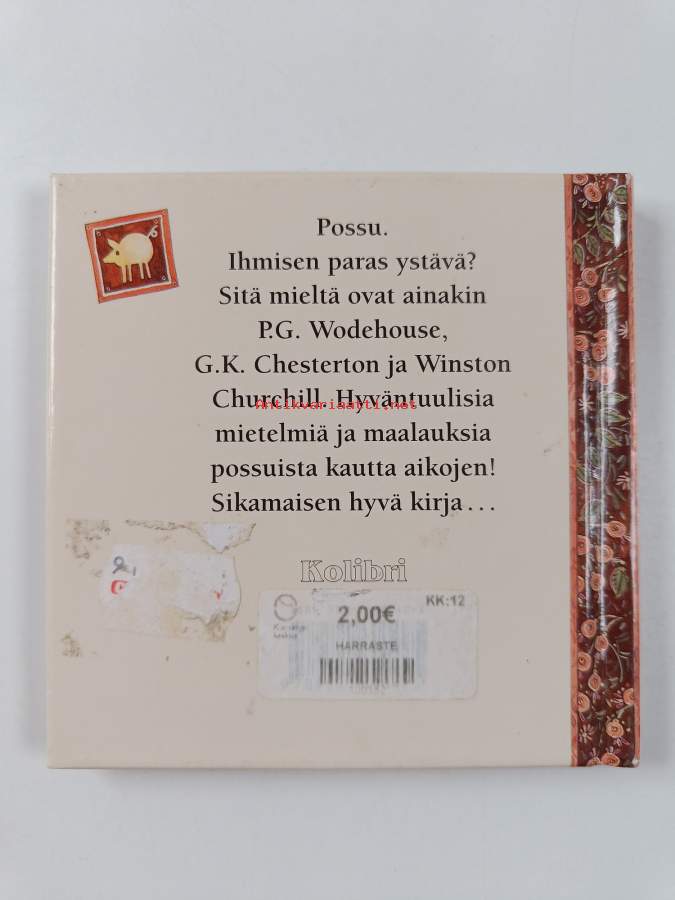 Possu.
Ihmisen paras ystävä?
Sitä mieltä ovat ainakin
P.G. Wodehouse,
G.K. Chesterton ja Winston
Churchill. Hyväntuulisia
Antikvariaatti.net
mietelmiä ja maalauksia
possuista kautta aikojen!
Sikamaisen hyvä kirja...
Kolibri
KK:12
2,00€
HARRASTE